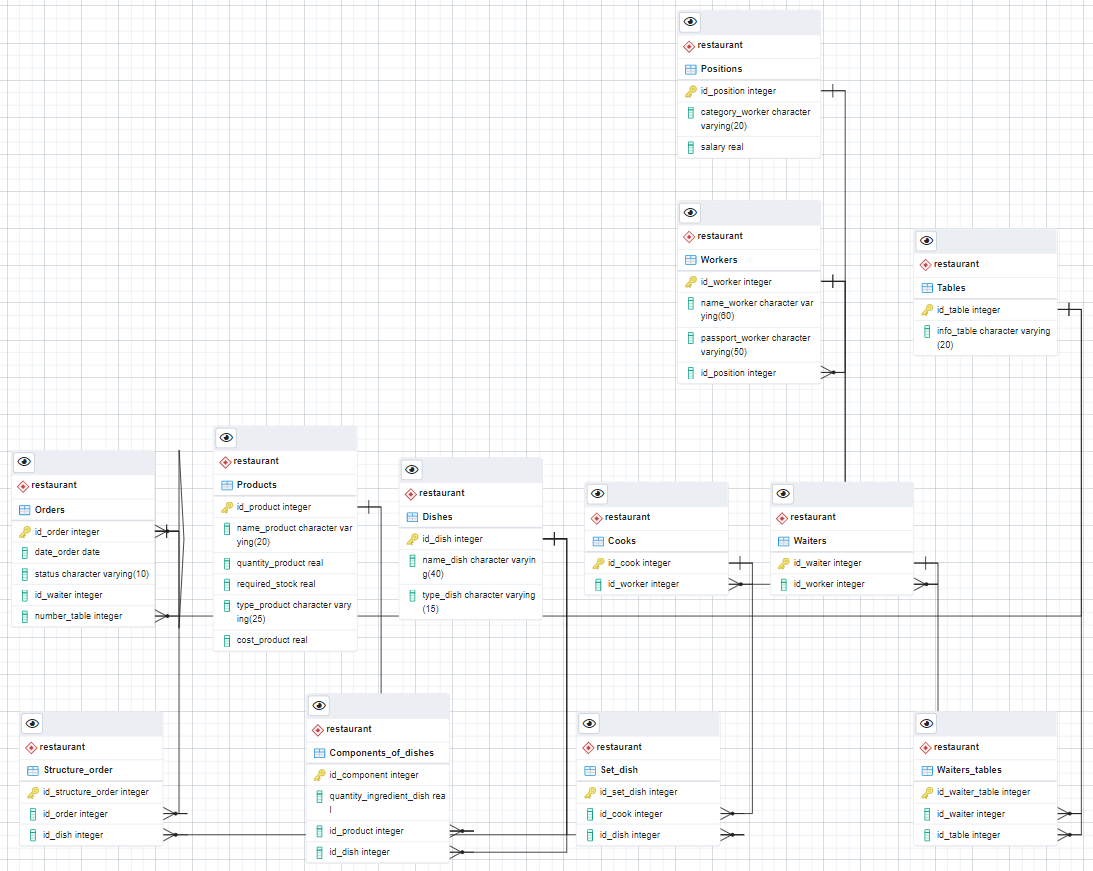 restaurant
Positions
id_position integer
category_worker character
varying(20)
salary real
restaurant
Workers
id_worker integer
name_worker character var
ying(60)
passport_worker character
varying(50)
id_position integer
restaurant
Tables
id_table integer
info_table character varying
(20)
restaurant
Orders
id_order integer
date_order date
status character varying(10)
id_waiter integer
number_table integer
restaurant
Products
id_product integer
name_product character var
ying(20)
quantity_product real
required_stock real
type_product character vary
ing(25)
cost_product real
restaurant
Dishes
id_dish integer
name_dish character varyin
g(40)
type_dish character varying
(15)
restaurant
Cooks
id_cook integer
id_worker integer
restaurant
Waiters
id_waiter integer
id_worker integer
restaurant
Structure_order
id_structure_order integer
id_order integer
id_dish integer
restaurant
Components_of_dishes
id_component integer
quantity_ingredient_dish rea
l
id_product integer
id_dish integer
restaurant
Set_dish
id_set_dish integer
id_cook integer
id_dish integer
restaurant
Waiters_tables
id_waiter_table integer
id_waiter integer
id_table integer